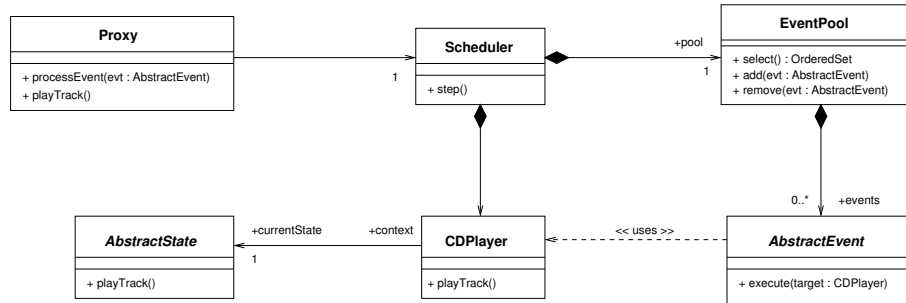 Proxy
+ processEvent(evt : AbstractEvent)
+ playTrack()
1
Scheduler
+ step()
+pool
1
EventPool
+ select() : OrderedSet
+ add(evt : AbstractEvent)
+ remove(evt : AbstractEvent)
0..*
+events
AbstractState
+ playTrack()
+currentState
1
+context
CDPlayer
+ playTrack()
<< uses >>
AbstractEvent
+ execute(target : CDPlayer)